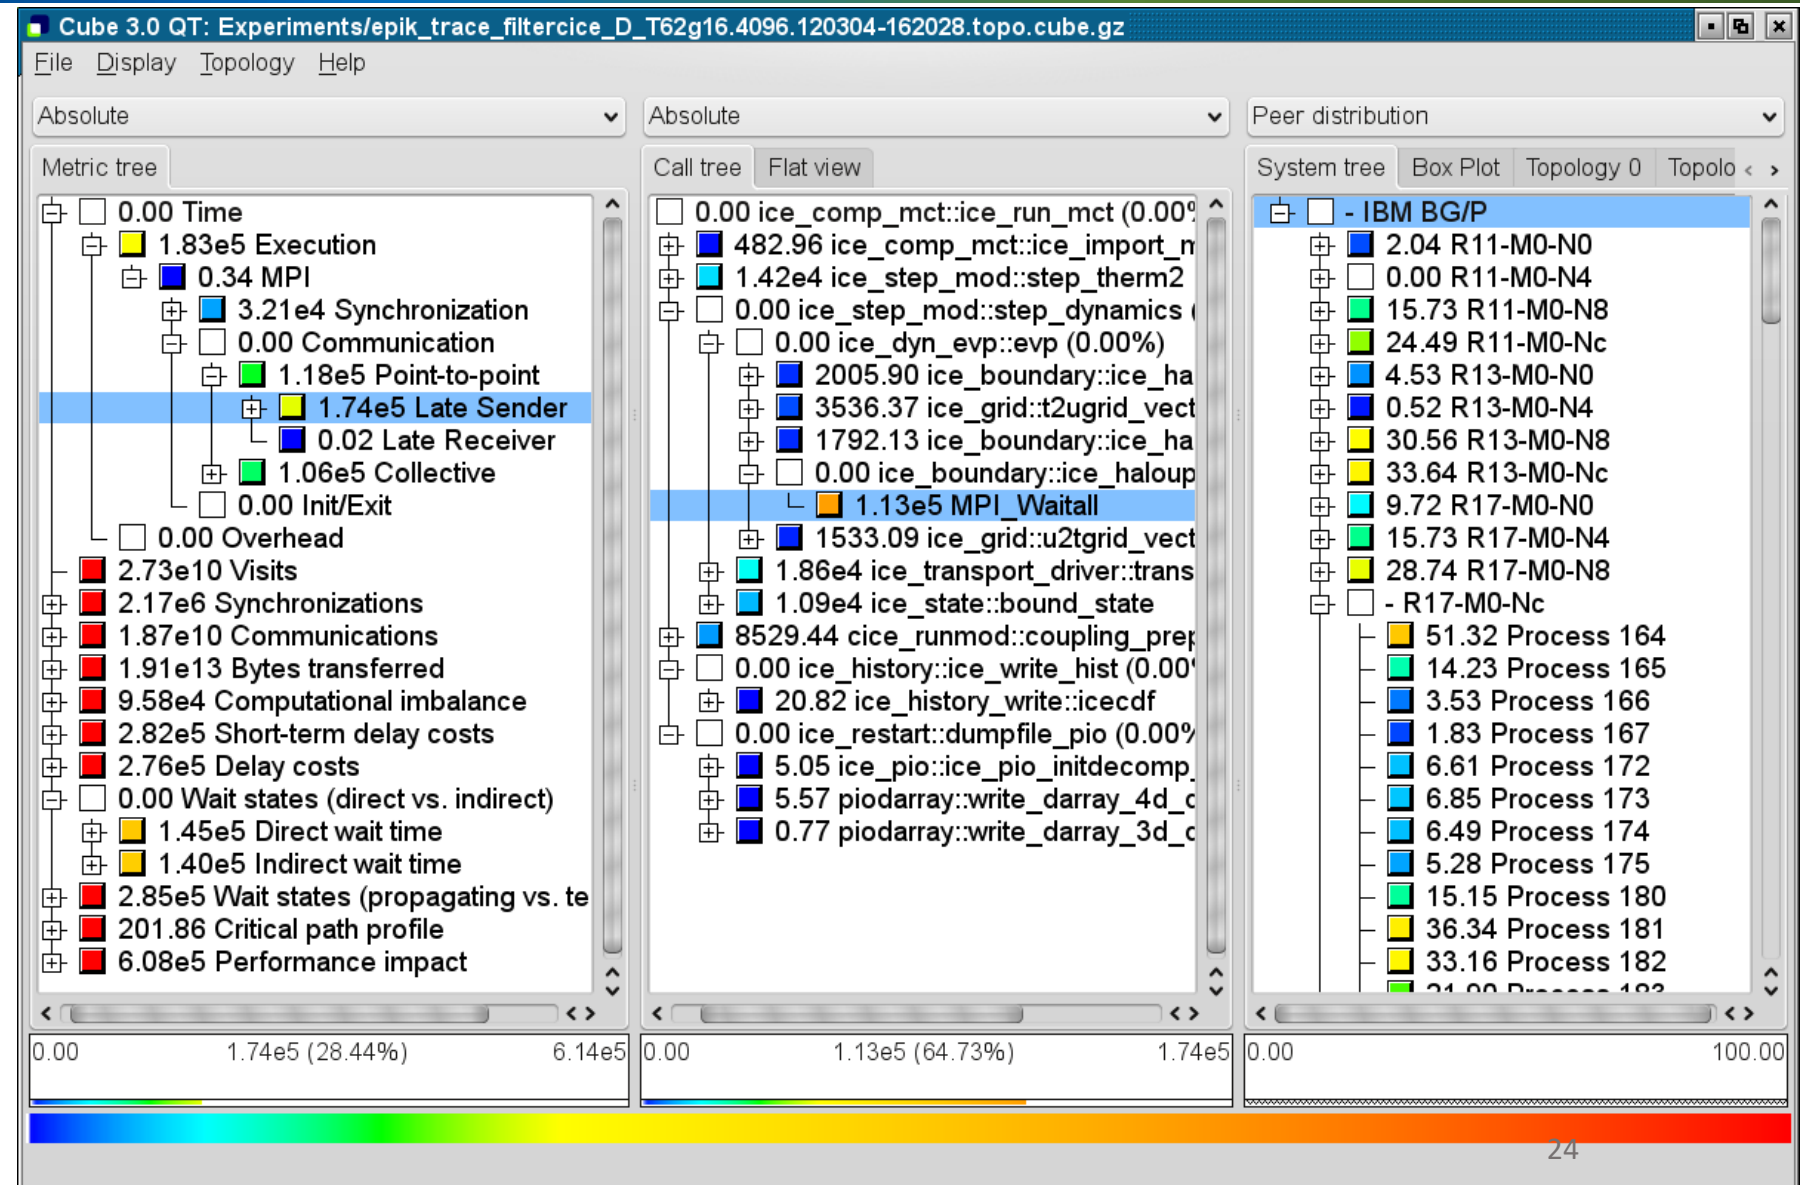 Cube 3.0 QT: Experiments/epik_trace_filtercice_D_T62g16.4096.120304-162028.topo.cube.gz
File Display Topology Help
Absolute
Metric tree
0.00 Time
1.83e5 Execution
0.34 MPI
3.21e4 Synchronization
0.00 Communication
1.18e5 Point-to-point
1.74e5 Late Sender
0.02 Late Receiver
1.06e5 Collective
0.00 Init/Exit
0.00 Overhead
2.73e10 Visits
2.17e6 Synchronizations
1.87e10 Communications
1.91e13 Bytes transferred
9.58e4 Computational imbalance
2.82e5 Short-term delay costs
2.76e5 Delay costs
0.00 Wait states (direct vs. indirect)
1.45e5 Direct wait time
1.40e5 Indirect wait time
2.85e5 Wait states (propagating vs. te
201.86 Critical path profile
6.08e5 Performance impact
0.00 1.74e5 (28.44%) 6.14e5
Absolute
Call tree Flat view
0.00 ice_comp_mct::ice_run_mct (0.00%
482.96 ice_comp_mct::ice_import_m
1.42e4 ice_step_mod::step_therm2
0.00 ice_step_mod::step_dynamics (
0.00 ice_dyn_evp::evp (0.00%)
2005.90 ice_boundary::ice_ha
3536.37 ice_grid::t2ugrid_vect
1792.13 ice_boundary::ice_ha
0.00 ice_boundary::ice_haloup
1.13e5 MPI_Waitall
1533.09 ice_grid::u2tgrid_vect
1.86e4 ice_transport_driver::trans
1.09e4 ice_state::bound_state
8529.44 cice_runmod::coupling_prep
0.00 ice_history::ice_write_hist (0.00%
20.82 ice_history_write::icecdf
0.00 ice_restart::dumpfile_pio (0.00%
5.05 ice_pio::ice_pio_initdecomp_
5.57 piodarray::write_darray_4d_d
0.77 piodarray::write_darray_3d_d
0.00 1.13e5 (64.73%) 1.74e5
Peer distribution
System tree Box Plot Topology 0 Topolo
- IBM BG/P
2.04 R11-M0-N0
0.00 R11-M0-N4
15.73 R11-M0-N8
24.49 R11-M0-Nc
4.53 R13-M0-N0
0.52 R13-M0-N4
30.56 R13-M0-N8
33.64 R13-M0-Nc
9.72 R17-M0-N0
15.73 R17-M0-N4
28.74 R17-M0-N8
- R17-M0-Nc
51.32 Process 164
14.23 Process 165
3.53 Process 166
1.83 Process 167
6.61 Process 172
6.85 Process 173
6.49 Process 174
5.28 Process 175
15.15 Process 180
36.34 Process 181
33.16 Process 182
21.90 Process 183
0.00 100.00
24